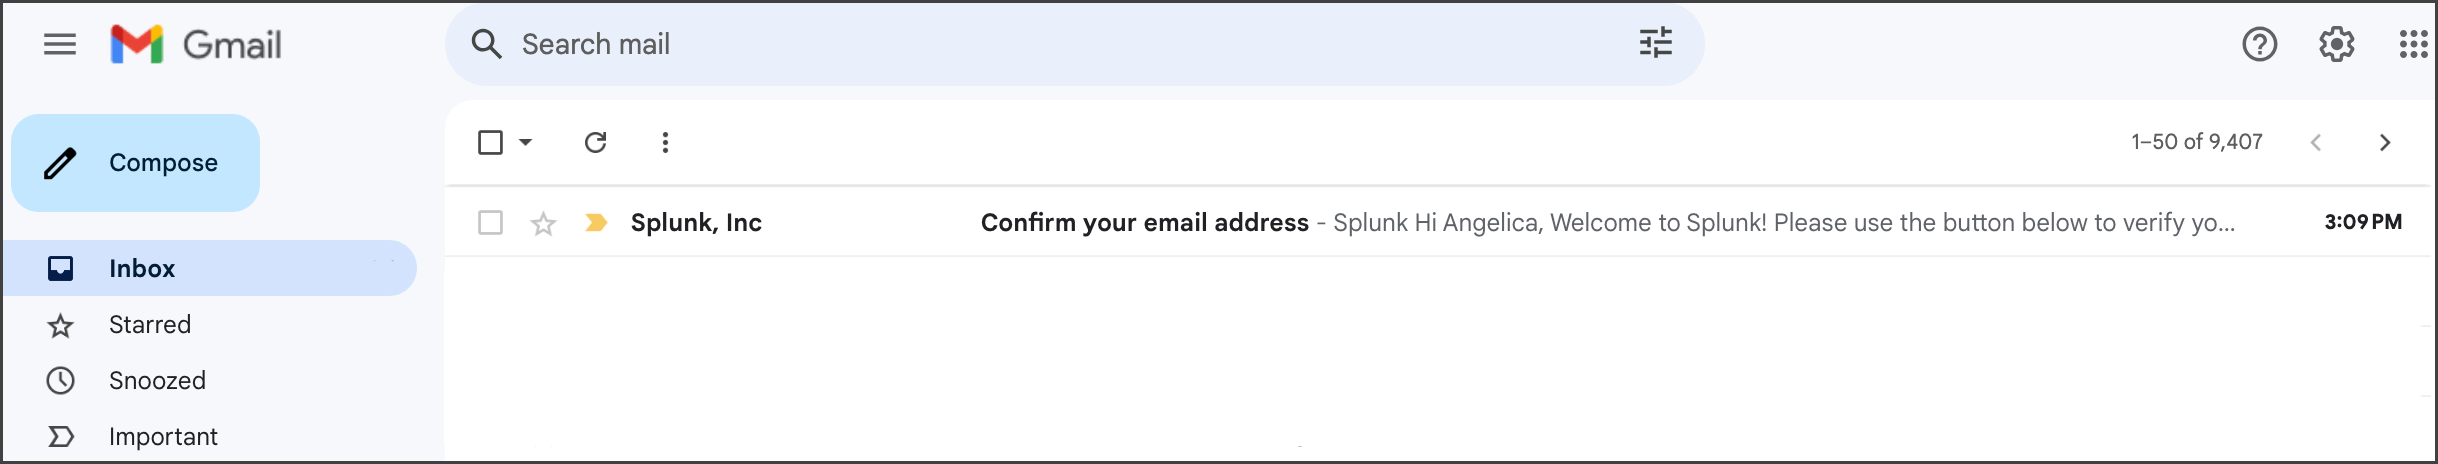 Gmail
Search mail
Compose
1–50 of 9,407
Splunk, Inc Confirm your email address - Splunk Hi Angelica, Welcome to Splunk! Please use the button below to verify yo... 3:09 PM
Inbox
Starred
Snoozed
Important